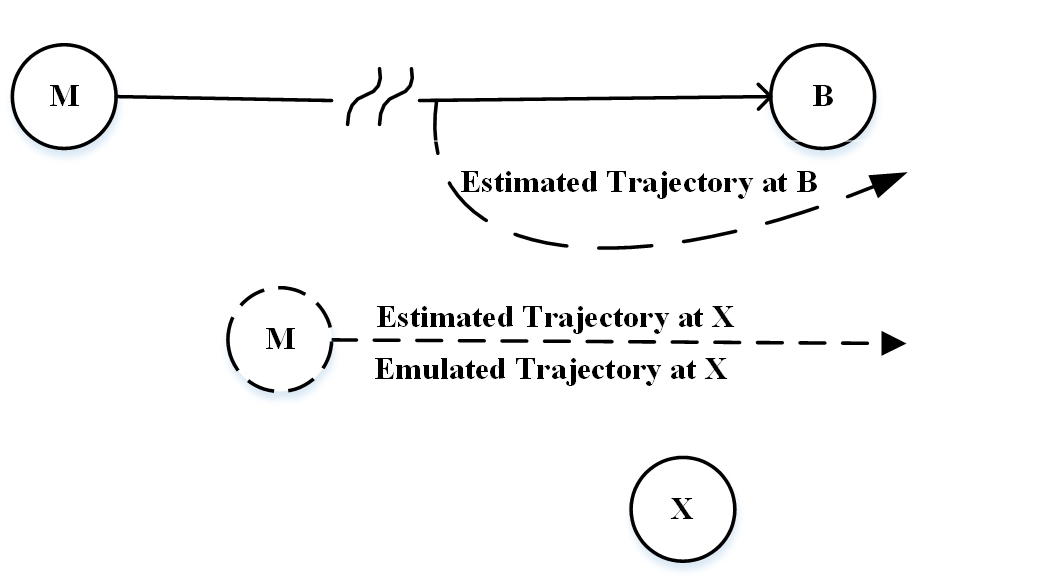 M
B
Estimated Trajectory at B
M
Estimated Trajectory at X
Emulated Trajectory at X
X